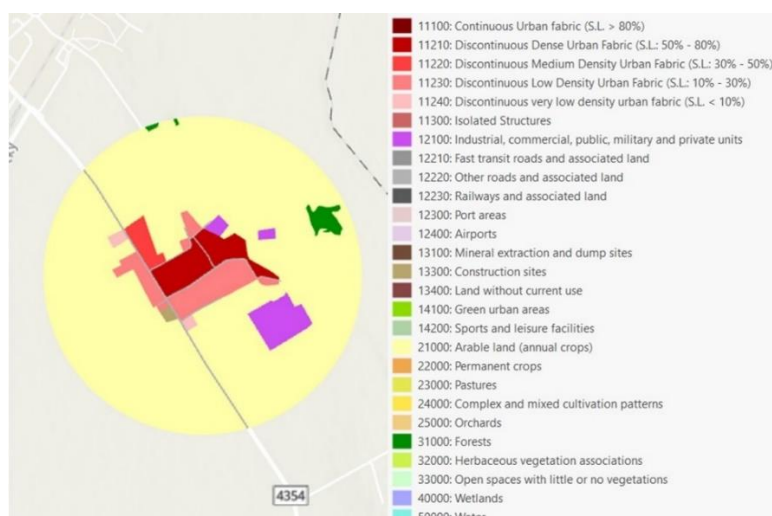 11100: Continuous Urban fabric (S.L. > 80%)
11210: Discontinuous Dense Urban Fabric (S.L.: 50% - 80%)
11220: Discontinuous Medium Density Urban Fabric (S.L.: 30% - 50%)
11230: Discontinuous Low Density Urban Fabric (S.L.: 10% - 30%)
11240: Discontinuous very low density urban fabric (S.L. < 10%)
11300: Isolated Structures
12100: Industrial, commercial, public, military and private units
12210: Fast transit roads and associated land
12220: Other roads and associated land
12230: Railways and associated land
12300: Port areas
12400: Airports
13100: Mineral extraction and dump sites
13300: Construction sites
13400: Land without current use
14100: Green urban areas
14200: Sports and leisure facilities
21000: Arable land (annual crops)
22000: Permanent crops
23000: Pastures
24000: Complex and mixed cultivation patterns
25000: Orchards
31000: Forests
32000: Herbaceous vegetation associations
33000: Open spaces with little or no vegetations
40000: Wetlands
50000: Water
4354